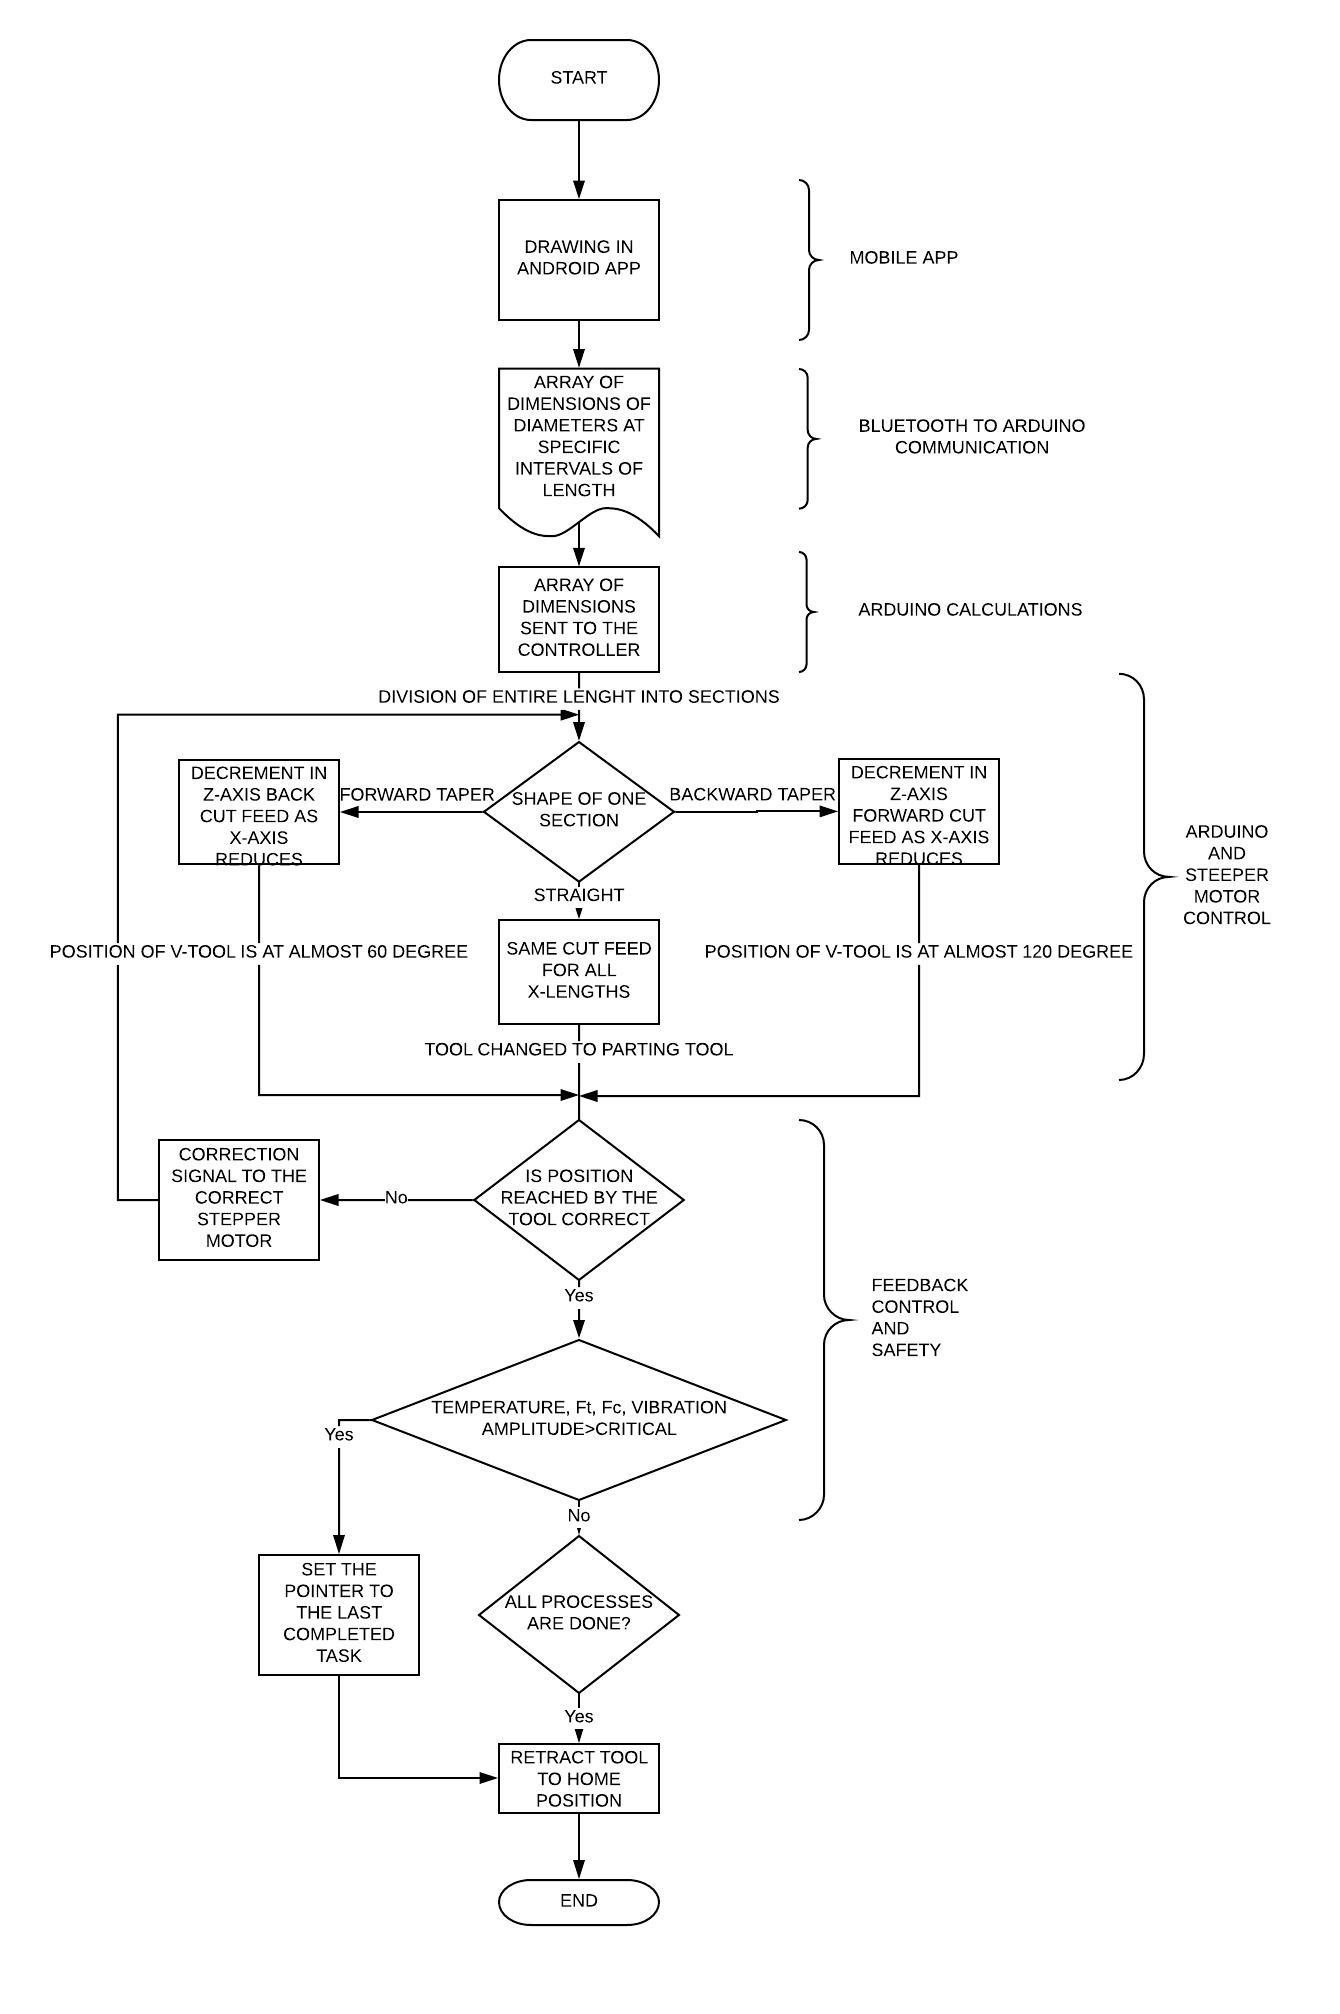 START
DRAWING IN
ANDROID APP
MOBILE APP
ARRAY OF
DIMENSIONS OF
DIAMETERS AT
SPECIFIC
INTERVALS OF
LENGTH
BLUETOOTH TO ARDUINO
COMMUNICATION
ARRAY OF
DIMENSIONS
SENT TO THE
CONTROLLER
ARDUINO CALCULATIONS
DIVISION OF ENTIRE LENGHT INTO SECTIONS
DECREMENT IN
Z-AXIS BACK
CUT FEED AS
X-AXIS
REDUCES
FORWARD TAPER
SHAPE OF ONE
SECTION
BACKWARD TAPER
DECREMENT IN
Z-AXIS
FORWARD CUT
FEED AS X-AXIS
REDUCES
ARDUINO
AND
STEEPER
MOTOR
CONTROL
STRAIGHT
POSITION OF V-TOOL IS AT ALMOST 60 DEGREE
SAME CUT FEED
FOR ALL
X-LENGTHS
POSITION OF V-TOOL IS AT ALMOST 120 DEGREE
TOOL CHANGED TO PARTING TOOL
CORRECTION
SIGNAL TO THE
CORRECT
STEPPER
MOTOR
No
IS POSITION
REACHED BY THE
TOOL CORRECT
Yes
FEEDBACK
CONTROL
AND
SAFETY
TEMPERATURE, Ft, Fc, VIBRATION
AMPLITUDE>CRITICAL
Yes
No
SET THE
POINTER TO
THE LAST
COMPLETED
TASK
ALL PROCESSES
ARE DONE?
Yes
RETRACT TOOL
TO HOME
POSITION
END